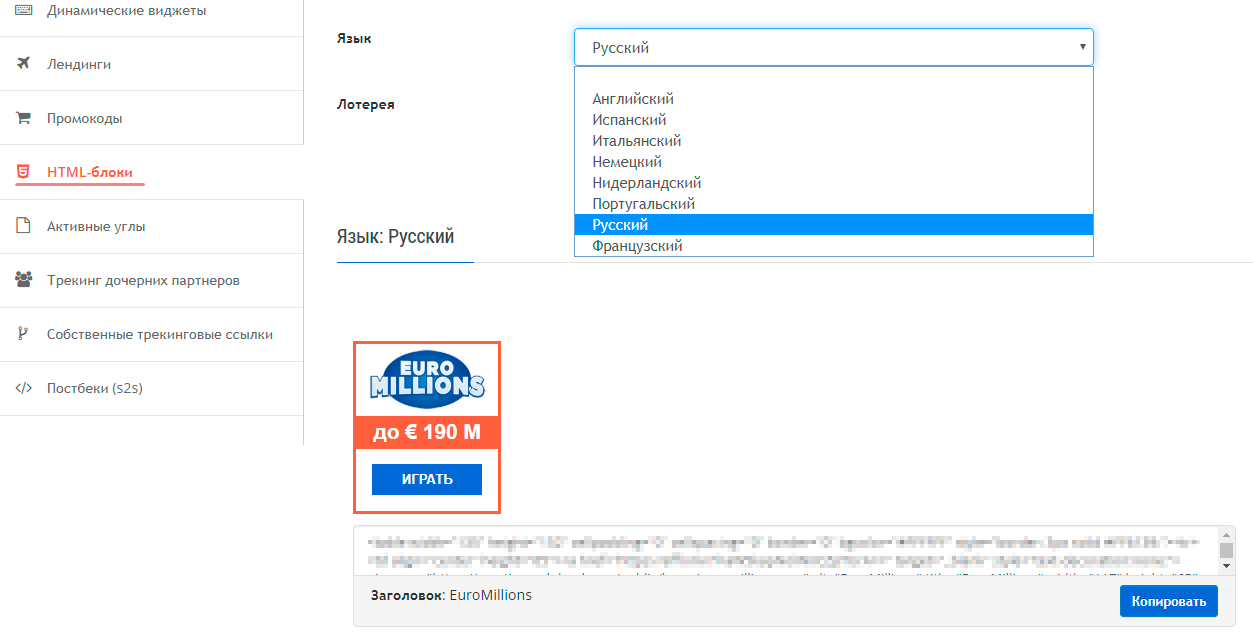 Динамические виджеты
Лендинги
Промокоды
HTML-блоки
Активные углы
Трекинг дочерних партнеров
Собственные трекинговые ссылки
Постбеки (s2s)
Язык
Русский
Английский
Испанский
Итальянский
Немецкий
Нидерландский
Португальский
Русский
Французский
Лотерея
Язык: Русский
EURO
MILLIONS
до € 190 M
ИГРАТЬ
Заголовок: EuroMillions
Копировать